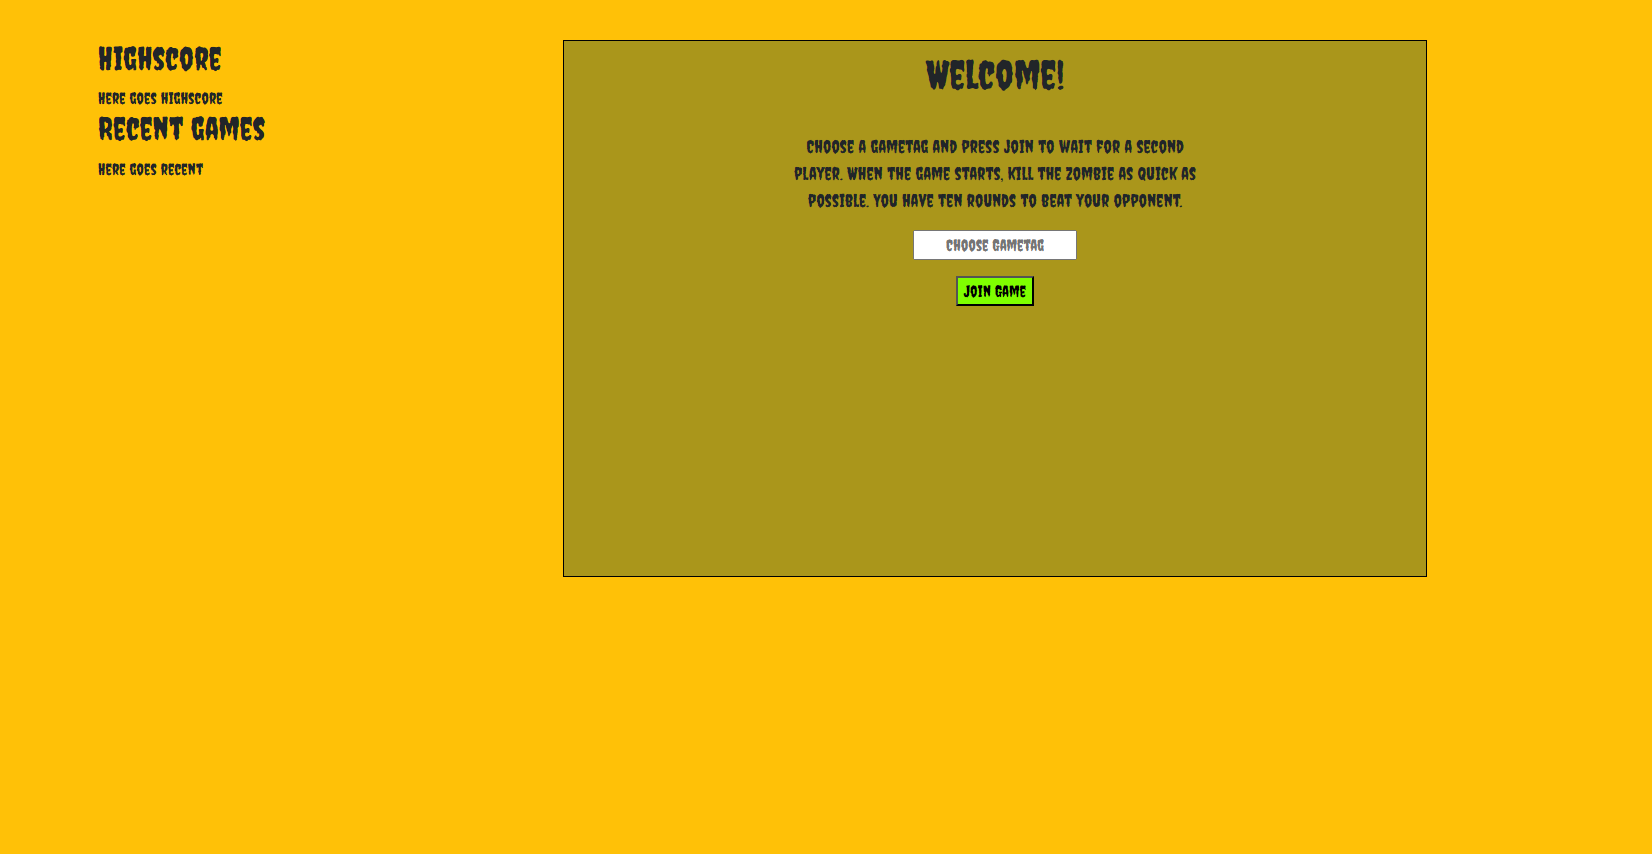 HIGHSCORE
HERE GOES HIGHSCORE
RECENT GAMES
HERE GOES RECENT
WELCOME!
CHOOSE A GAMETAG AND PRESS JOIN TO WAIT FOR A SECOND
PLAYER. WHEN THE GAME STARTS, KILL THE ZOMBIE AS QUICK AS
POSSIBLE. YOU HAVE TEN ROUNDS TO BEAT YOUR OPPONENT.
CHOOSE GAMETAG
JOIN GAME